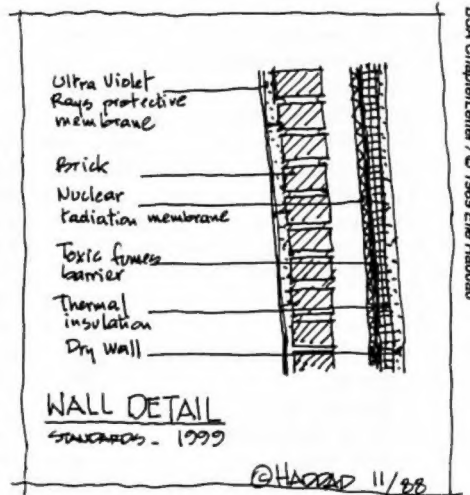 Ultra Violet
Rays protective
membrane
Brick
Nuclear
radiation membrane
Toxic fumes
barrier
Thermal
insulation
Dry Wall
WALL DETAIL
STANDARDS - 1999
© HADDAD 11/88